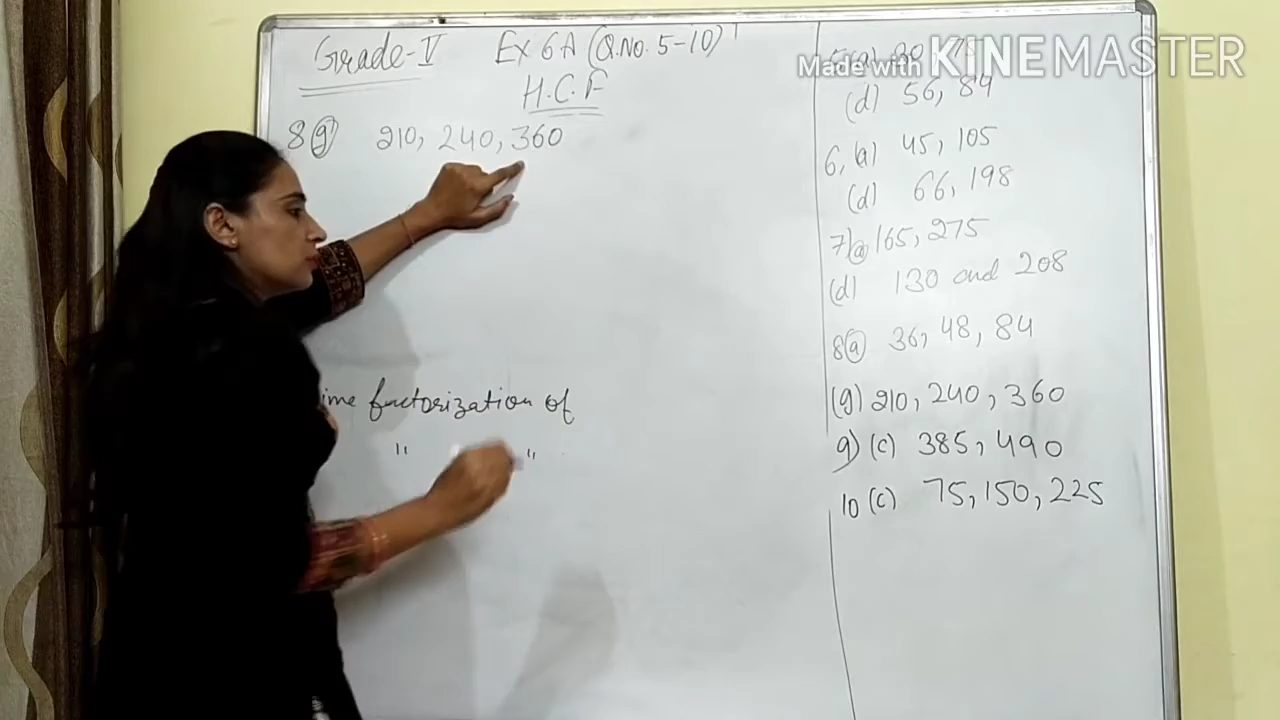 Grade-V Ex 6A (Q.No. 5-10)
H.C.F
8 (g) 210, 240, 360
ime factorization of
" "
Made with KINEMASTER
(d) 56, 84
6, (a) 45, 105
(d) 66, 198
7) (a) 165, 275
(d) 130 and 208
8 (a) 36, 48, 84
(g) 210, 240, 360
9) (c) 385, 490
10 (c) 75, 150, 225